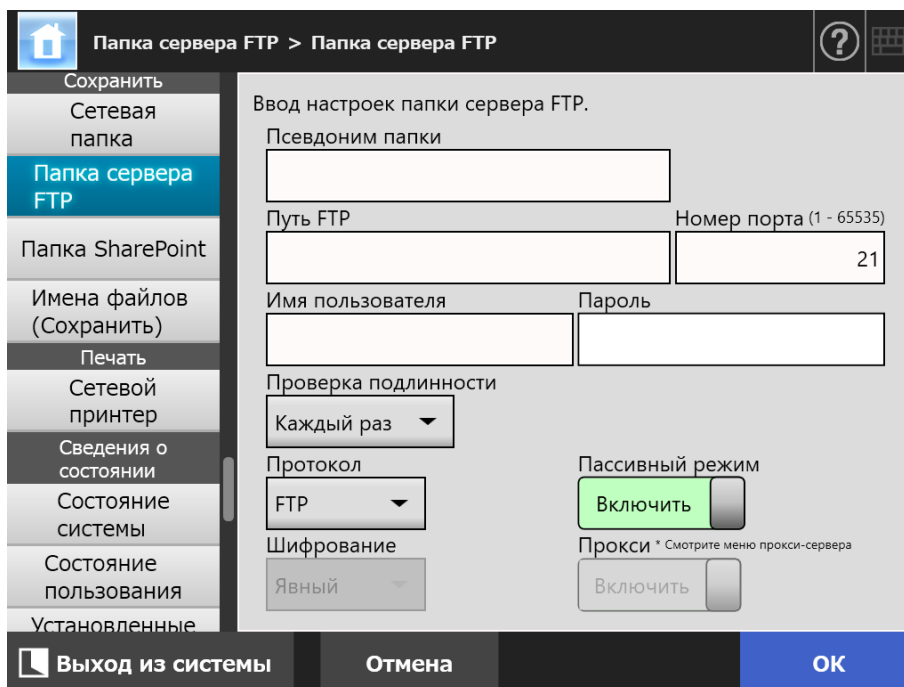 Папка сервера FTP > Папка сервера FTP
?
Сохранить
Сетевая
папка
Папка сервера
FTP
Папка SharePoint
Имена файлов
(Сохранить)
Печать
Сетевой
принтер
Сведения о
состоянии
Состояние
системы
Состояние
пользования
Установленные
Ввод настроек папки сервера FTP.
Псевдоним папки
Путь FTP
Номер порта (1 - 65535)
21
Имя пользователя
Пароль
Проверка подлинности
Каждый раз
Протокол
Пассивный режим
FTP
Включить
Шифрование
Прокси * Смотрите меню прокси-сервера
Явный
Включить
Выход из системы
Отмена
ОК